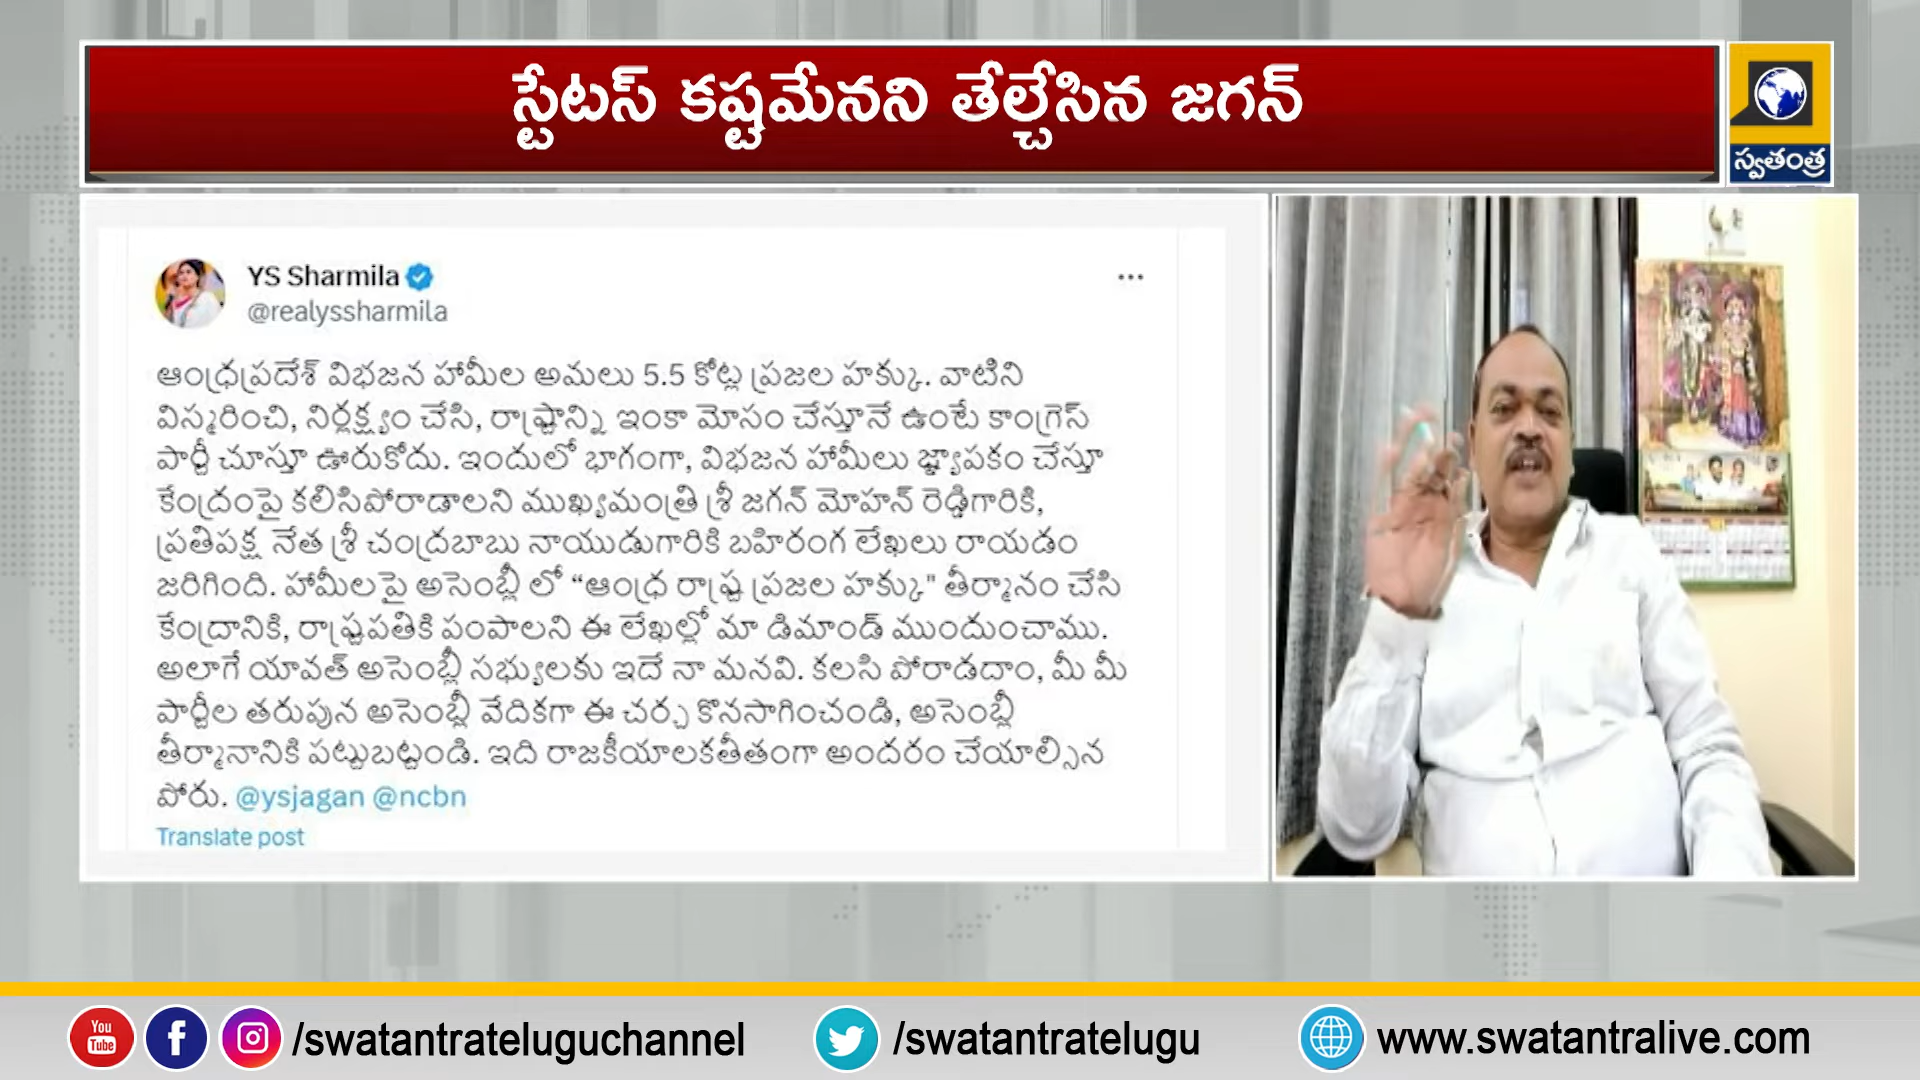 స్టేటస్ కష్టమేనని తేల్చేసిన జగన్
స్వతంత్ర
YS Sharmila
@realyssharmila
ఆంధ్రప్రదేశ్ విభజన హామీల అమలు 5.5 కోట్ల ప్రజల హక్కు. వాటిని
విస్మరించి, నిర్లక్ష్యం చేసి, రాష్ట్రాన్ని ఇంకా మోసం చేస్తూనే ఉంటే కాంగ్రెస్
పార్టీ చూస్తూ ఊరుకోదు. ఇందులో భాగంగా, విభజన హామీలు జ్ఞాపకం చేస్తూ
కేంద్రంపై కలిసిపోరాడాలని ముఖ్యమంత్రి శ్రీ జగన్ మోహన్ రెడ్డిగారికి,
ప్రతిపక్ష నేత శ్రీ చంద్రబాబు నాయుడుగారికి బహిరంగ లేఖలు రాయడం
జరిగింది. హామీలపై అసెంబ్లీ లో “ఆంధ్ర రాష్ట్ర ప్రజల హక్కు" తీర్మానం చేసి
కేంద్రానికి, రాష్ట్రపతికి పంపాలని ఈ లేఖల్లో మా డిమాండ్ ముందుంచాము.
అలాగే యావత్ అసెంబ్లీ సభ్యులకు ఇదే నా మనవి. కలసి పోరాడదాం, మీ మీ
పార్టీల తరుపున అసెంబ్లీ వేదికగా ఈ చర్చ కొనసాగించండి, అసెంబ్లీ
తీర్మానానికి పట్టుబట్టండి. ఇది రాజకీయాలకతీతంగా అందరం చేయాల్సిన
పోరు. @ysjagan @ncbn
Translate post
You
Tube
/swatantrateluguchannel
/swatantratelugu
www.swatantralive.com